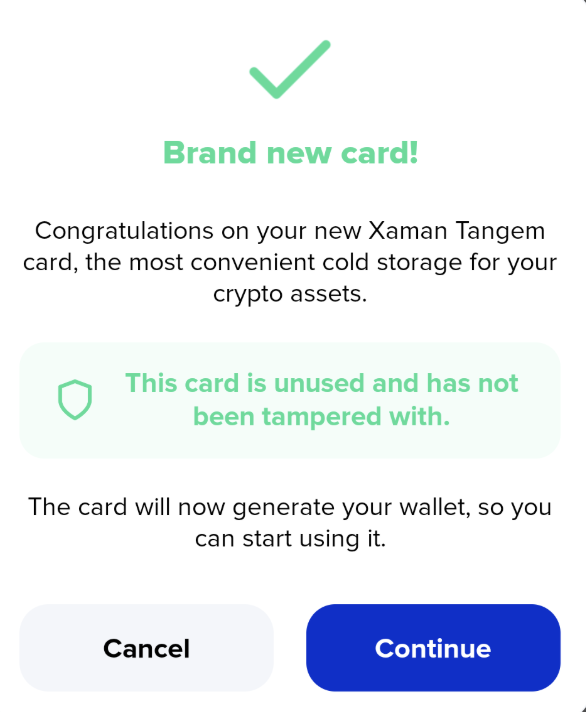 Brand new card!
Congratulations on your new Xaman Tangem
card, the most convenient cold storage for your
crypto assets.
This card is unused and has not
been tampered with.
The card will now generate your wallet, so you
can start using it.
Cancel
Continue